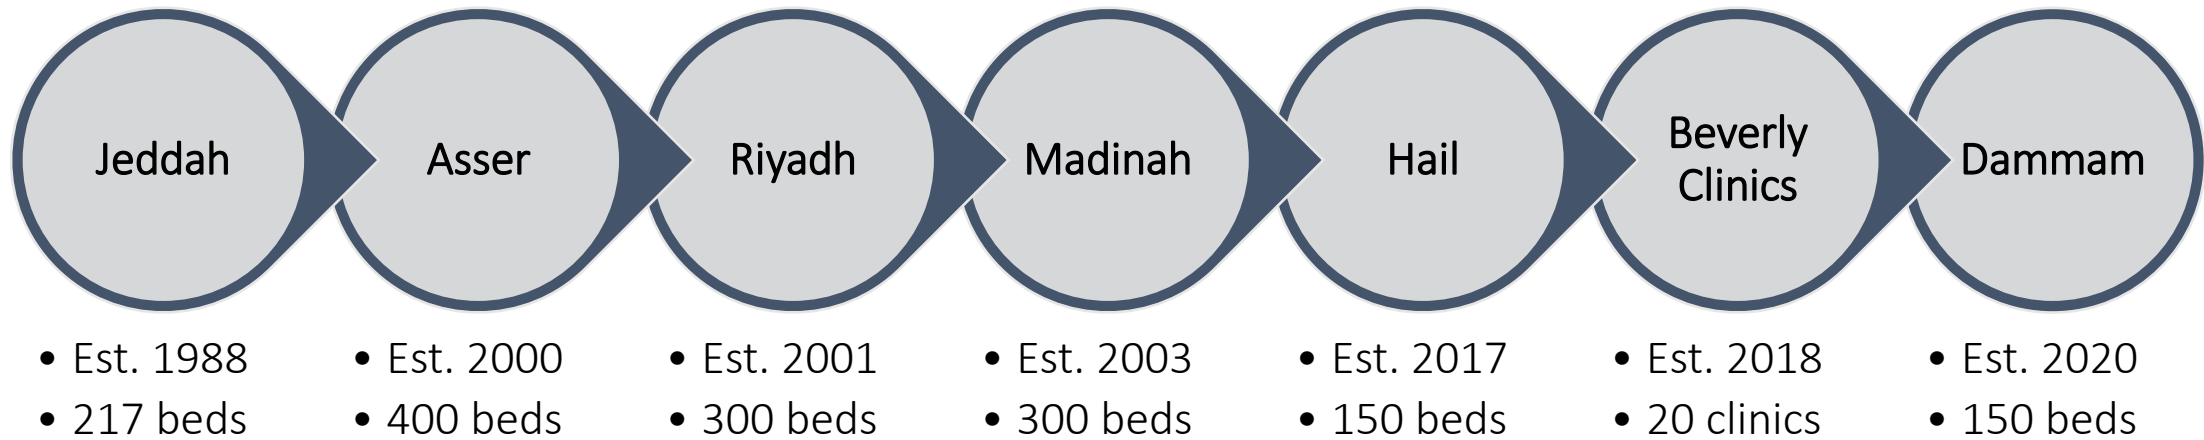 Jeddah
Asser
Riyadh
Madinah
Hail
Beverly
Clinics
Dammam
• Est. 1988
• 217 beds
• Est. 2000
• 400 beds
• Est. 2001
• 300 beds
• Est. 2003
• 300 beds
• Est. 2017
• 150 beds
• Est. 2018
• 20 clinics
• Est. 2020
• 150 beds